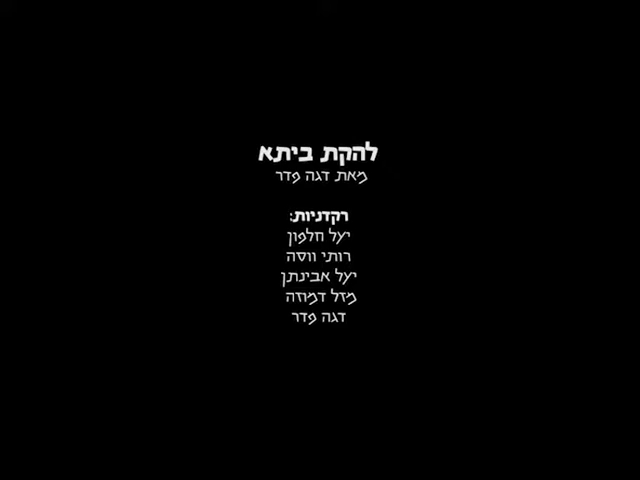 להקת ביתא
מאת דגה פדר
רקדניות:
יעל חלפון
רותי ווסה
יעל אבינתן
מזל דמוזה
דגה פדר